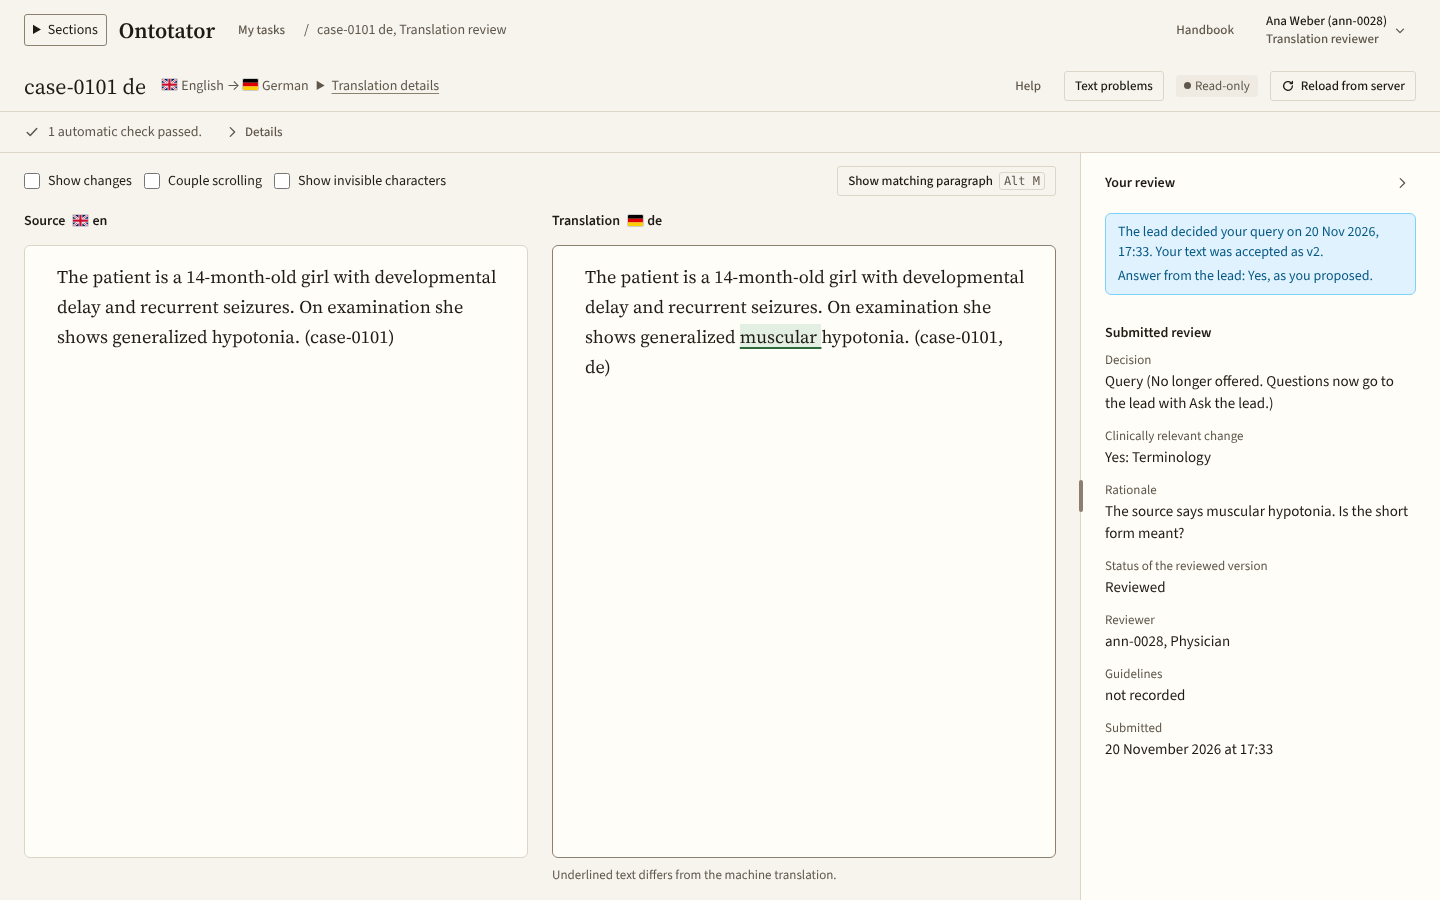 Sections
Ontotator
My tasks
/ case-0101 de, Translation review
Handbook
Ana Weber (ann-0028)
Translation reviewer
case-0101 de
English → German
Translation details
Help
Text problems
Read-only
Reload from server
1 automatic check passed.
Details
Show changes
Couple scrolling
Show invisible characters
Show matching paragraph Alt M
Source en
The patient is a 14-month-old girl with developmental
delay and recurrent seizures. On examination she
shows generalized hypotonia. (case-0101)
Translation de
The patient is a 14-month-old girl with developmental
delay and recurrent seizures. On examination she
shows generalized muscular hypotonia. (case-0101,
de)
Underlined text differs from the machine translation.
Your review
The lead decided your query on 20 Nov 2026,
17:33. Your text was accepted as v2.
Answer from the lead: Yes, as you proposed.
Submitted review
Decision
Query (No longer offered. Questions now go to
the lead with Ask the lead.)
Clinically relevant change
Yes: Terminology
Rationale
The source says muscular hypotonia. Is the short
form meant?
Status of the reviewed version
Reviewed
Reviewer
ann-0028, Physician
Guidelines
not recorded
Submitted
20 November 2026 at 17:33